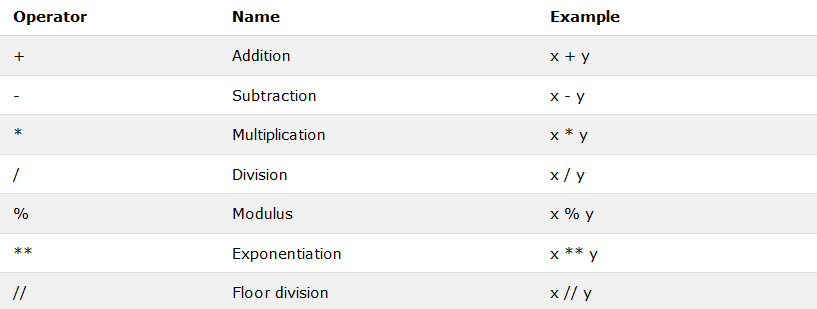 Operator Name Example
+ Addition x + y
- Subtraction x - y
* Multiplication x * y
/ Division x / y
% Modulus x % y
** Exponentiation x ** y
// Floor division x // y